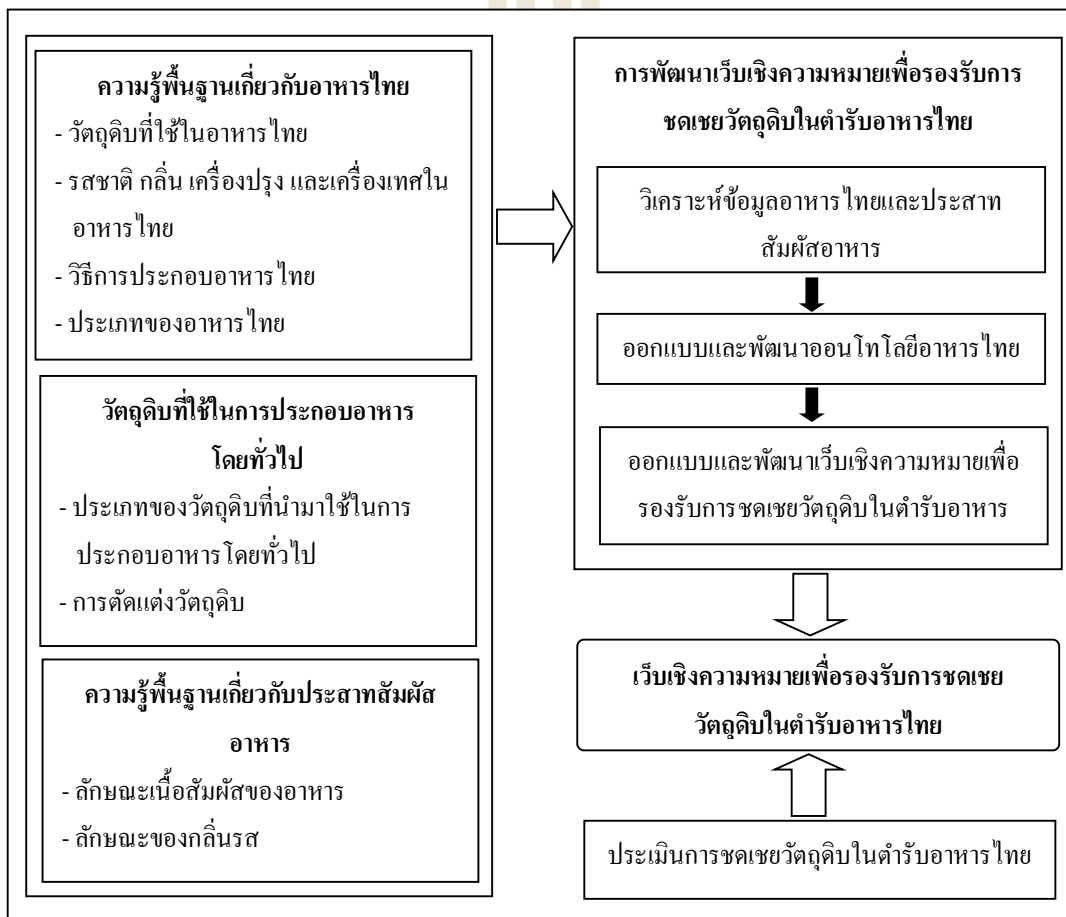 ความรู้พื้นฐานเกี่ยวกับอาหารไทย
- วัตถุดิบที่ใช้ในอาหารไทย
- รสชาติ กลิ่น เครื่องปรุง และเครื่องเทศใน
อาหารไทย
- วิธีการประกอบอาหารไทย
- ประเภทของอาหารไทย
วัตถุดิบที่ใช้ในการประกอบอาหาร
โดยทั่วไป
- ประเภทของวัตถุดิบที่นำมาใช้ในการ
ประกอบอาหารโดยทั่วไป
- การตัดแต่งวัตถุดิบ
ความรู้พื้นฐานเกี่ยวกับประสาทสัมผัส
อาหาร
- ลักษณะเนื้อสัมผัสของอาหาร
- ลักษณะของกลิ่นรส
การพัฒนาเว็บเชิงความหมายเพื่อรองรับการ
ชดเชยวัตถุดิบในตำรับอาหารไทย
วิเคราะห์ข้อมูลอาหารไทยและประสาท
สัมผัสอาหาร
ออกแบบและพัฒนาออนโทโลยีอาหารไทย
ออกแบบและพัฒนาเว็บเชิงความหมายเพื่อ
รองรับการชดเชยวัตถุดิบในตำรับอาหาร
เว็บเชิงความหมายเพื่อรองรับการชดเชย
วัตถุดิบในตำรับอาหารไทย
ประเมินการชดเชยวัตถุดิบในตำรับอาหารไทย